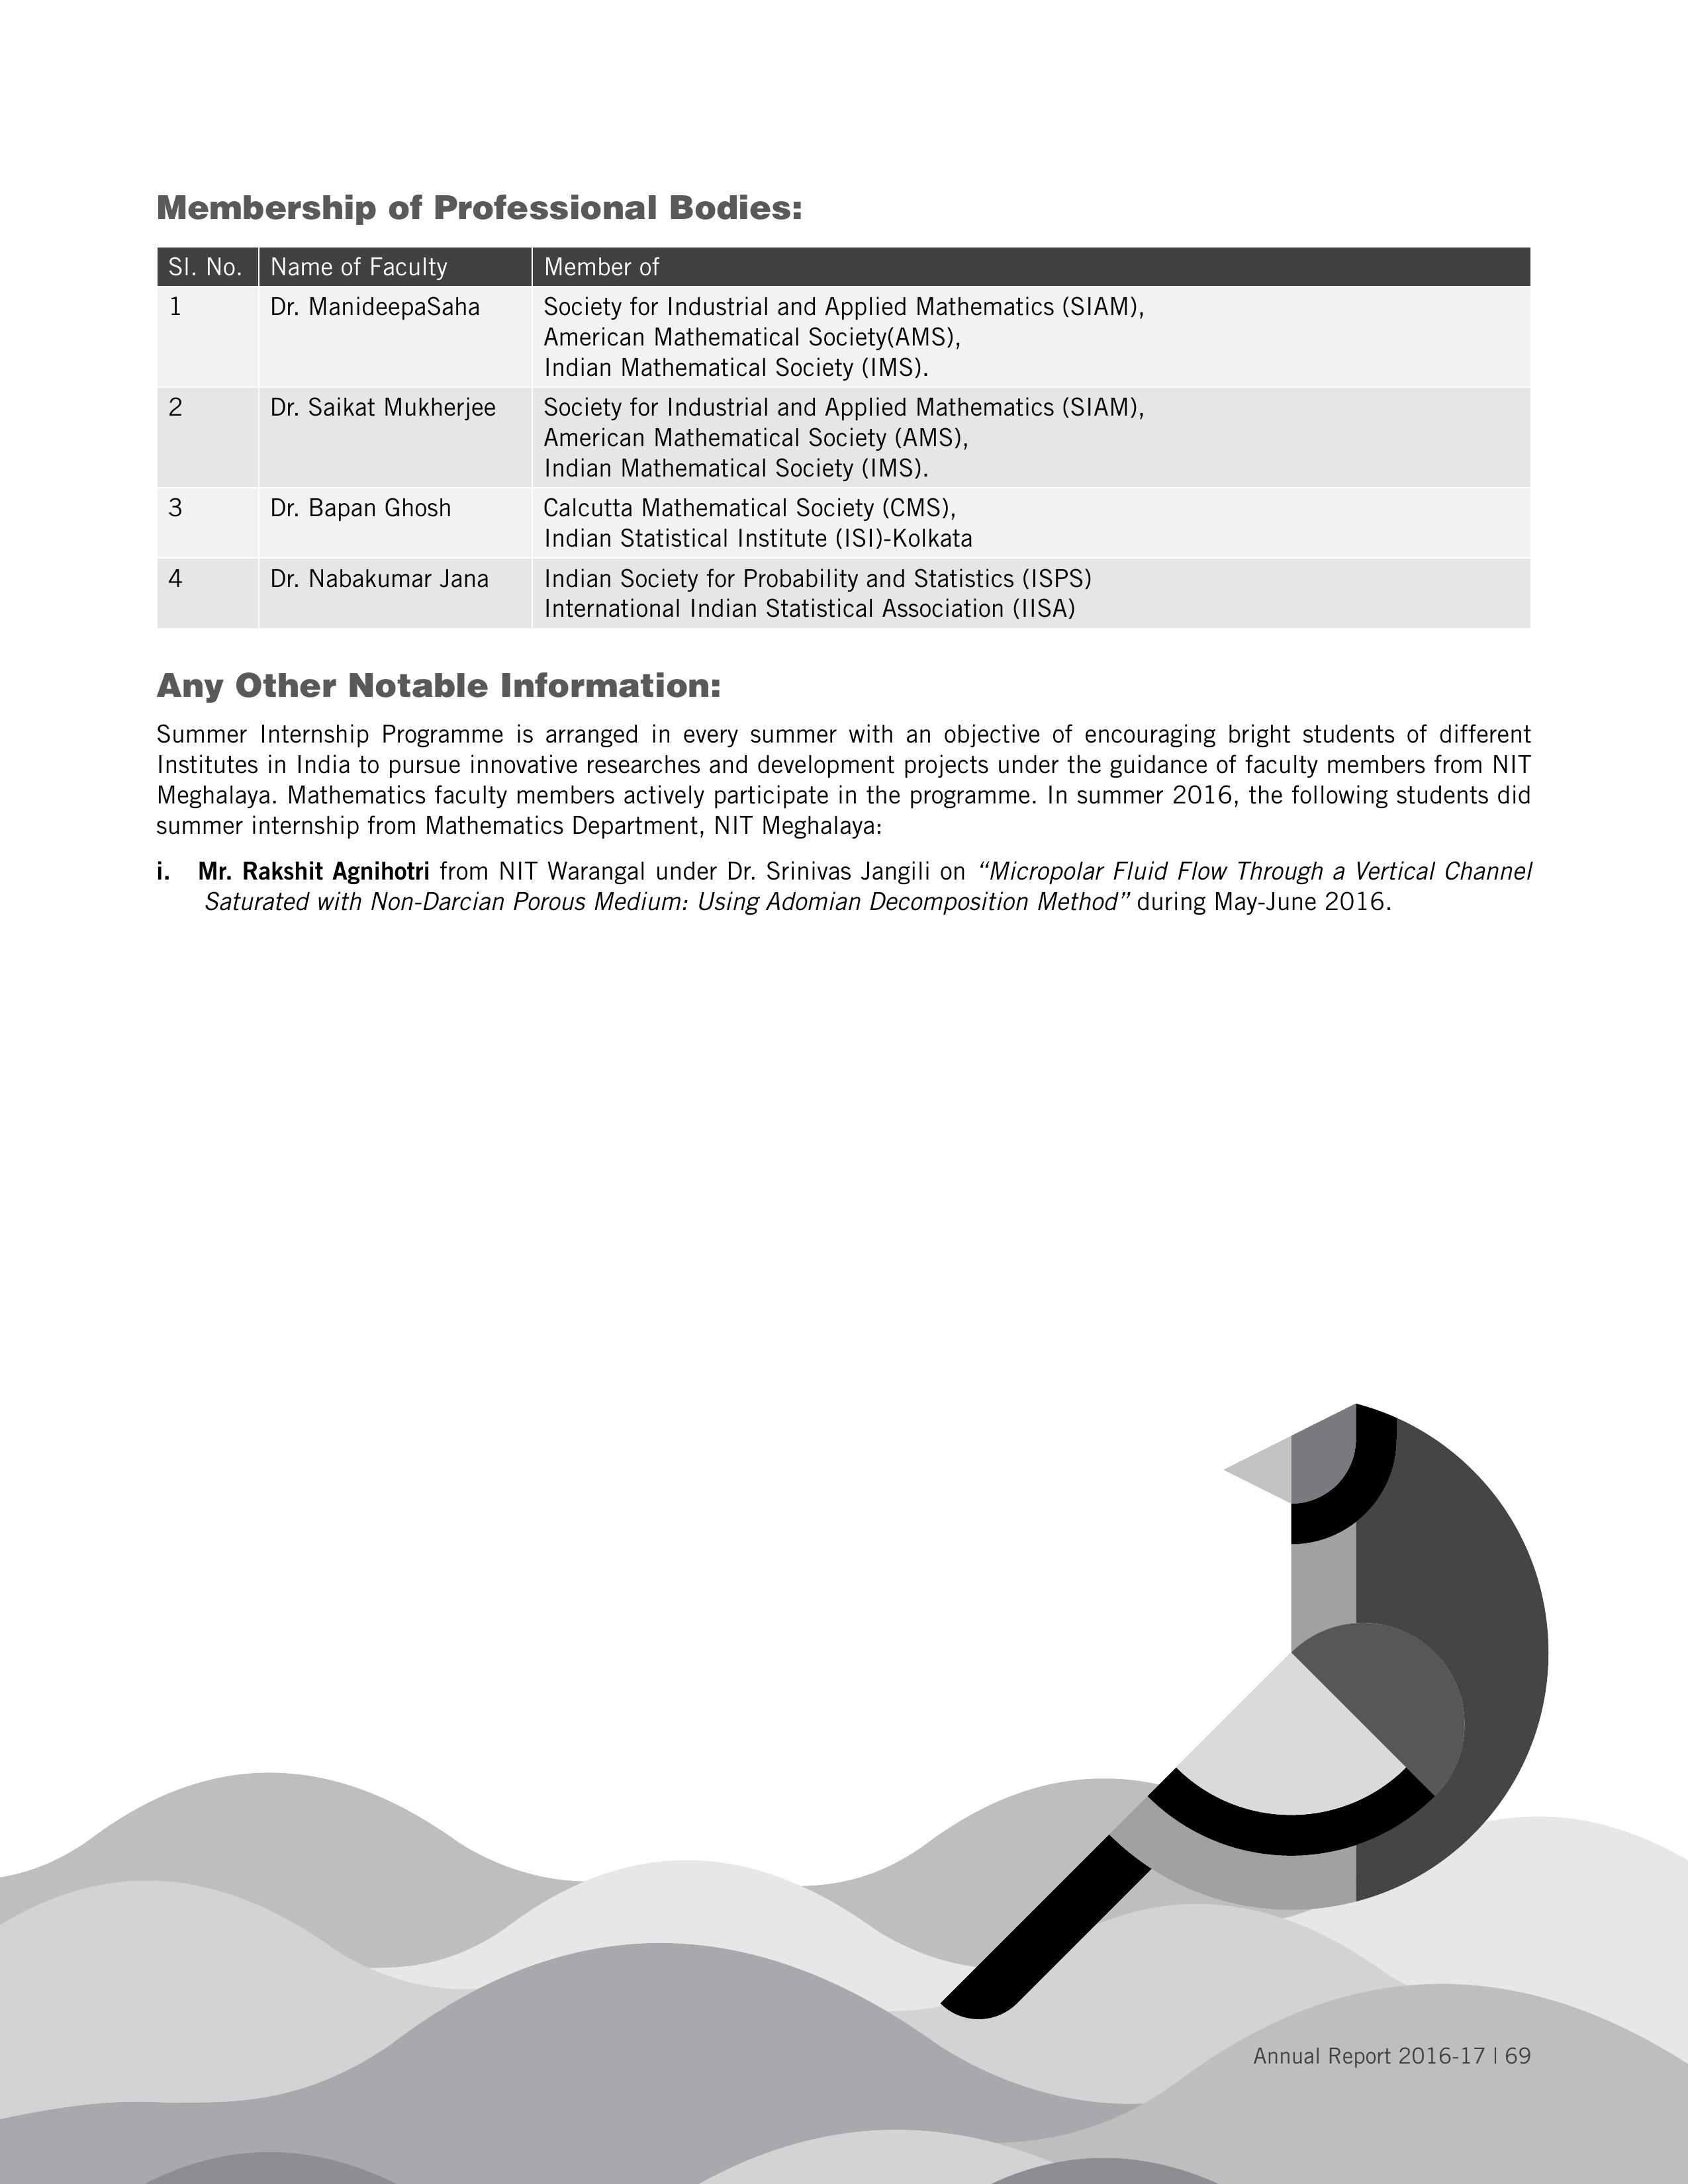 Membership of Professional Bodies:
Sl. No. Name of Faculty Member of
1 Dr. ManideepaSaha Society for Industrial and Applied Mathematics (SIAM),
American Mathematical Society(AMS),
Indian Mathematical Society (IMS).
2 Dr. Saikat Mukherjee Society for Industrial and Applied Mathematics (SIAM),
American Mathematical Society (AMS),
Indian Mathematical Society (IMS).
3 Dr. Bapan Ghosh Calcutta Mathematical Society (CMS),
Indian Statistical Institute (ISI)-Kolkata
4 Dr. Nabakumar Jana Indian Society for Probability and Statistics (ISPS)
International Indian Statistical Association (IISA)
Any Other Notable Information:
Summer Internship Programme is arranged in every summer with an objective of encouraging bright students of different
Institutes in India to pursue innovative researches and development projects under the guidance of faculty members from NIT
Meghalaya. Mathematics faculty members actively participate in the programme. In summer 2016, the following students did
summer internship from Mathematics Department, NIT Meghalaya:
i. Mr. Rakshit Agnihotri from NIT Warangal under Dr. Srinivas Jangili on “Micropolar Fluid Flow Through a Vertical Channel
Saturated with Non-Darcian Porous Medium: Using Adomian Decomposition Method” during May-June 2016.
Annual Report 2016-17 | 69